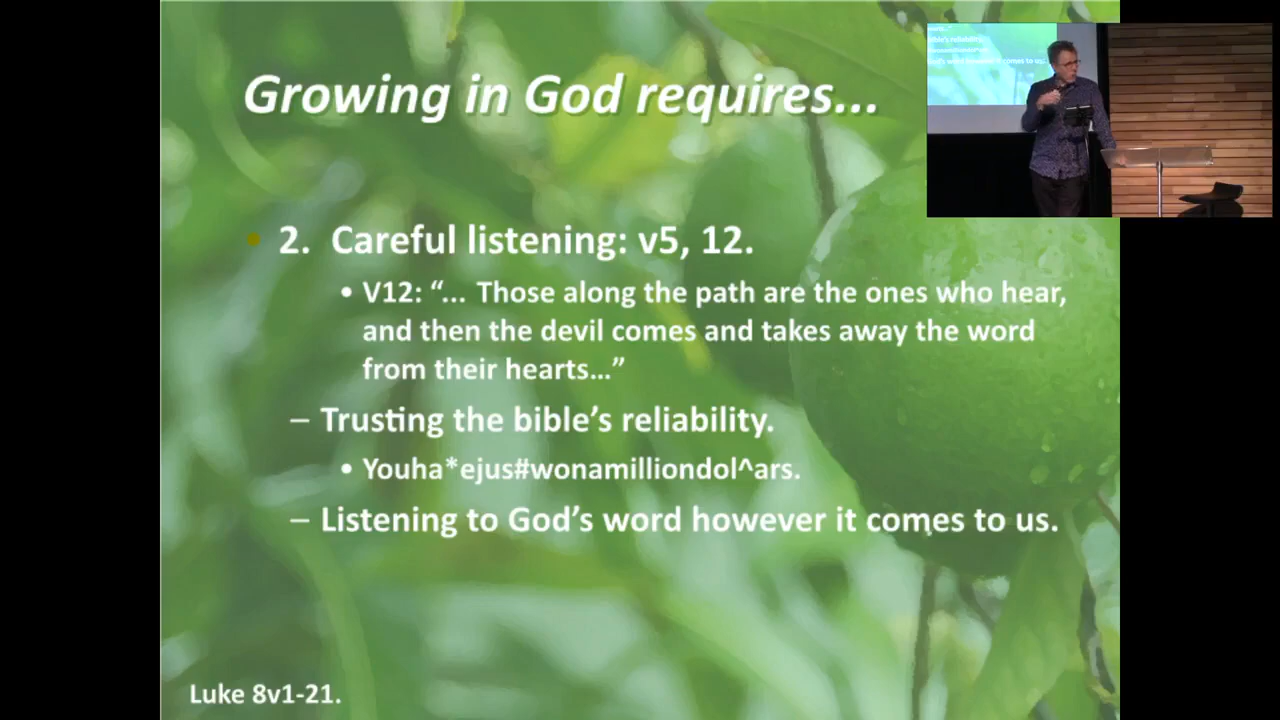 Growing in God requires...
• 2. Careful listening: v5, 12.
• V12: “... Those along the path are the ones who hear,
and then the devil comes and takes away the word
from their hearts…”
– Trusting the bible’s reliability.
• Youha*ejus#wonamilliondol^ars.
– Listening to God’s word however it comes to us.
Luke 8v1-21.